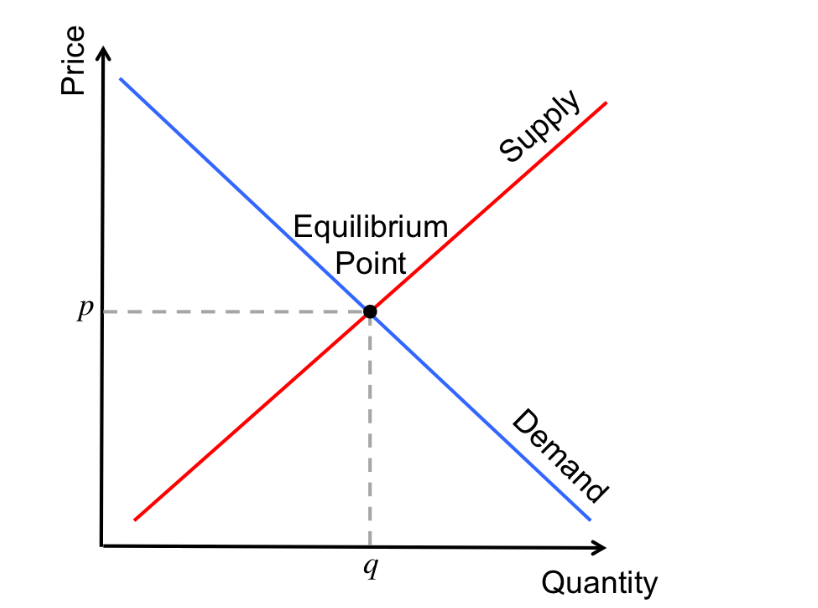 Price
Supply
Equilibrium
Point
p
Demand
q
Quantity